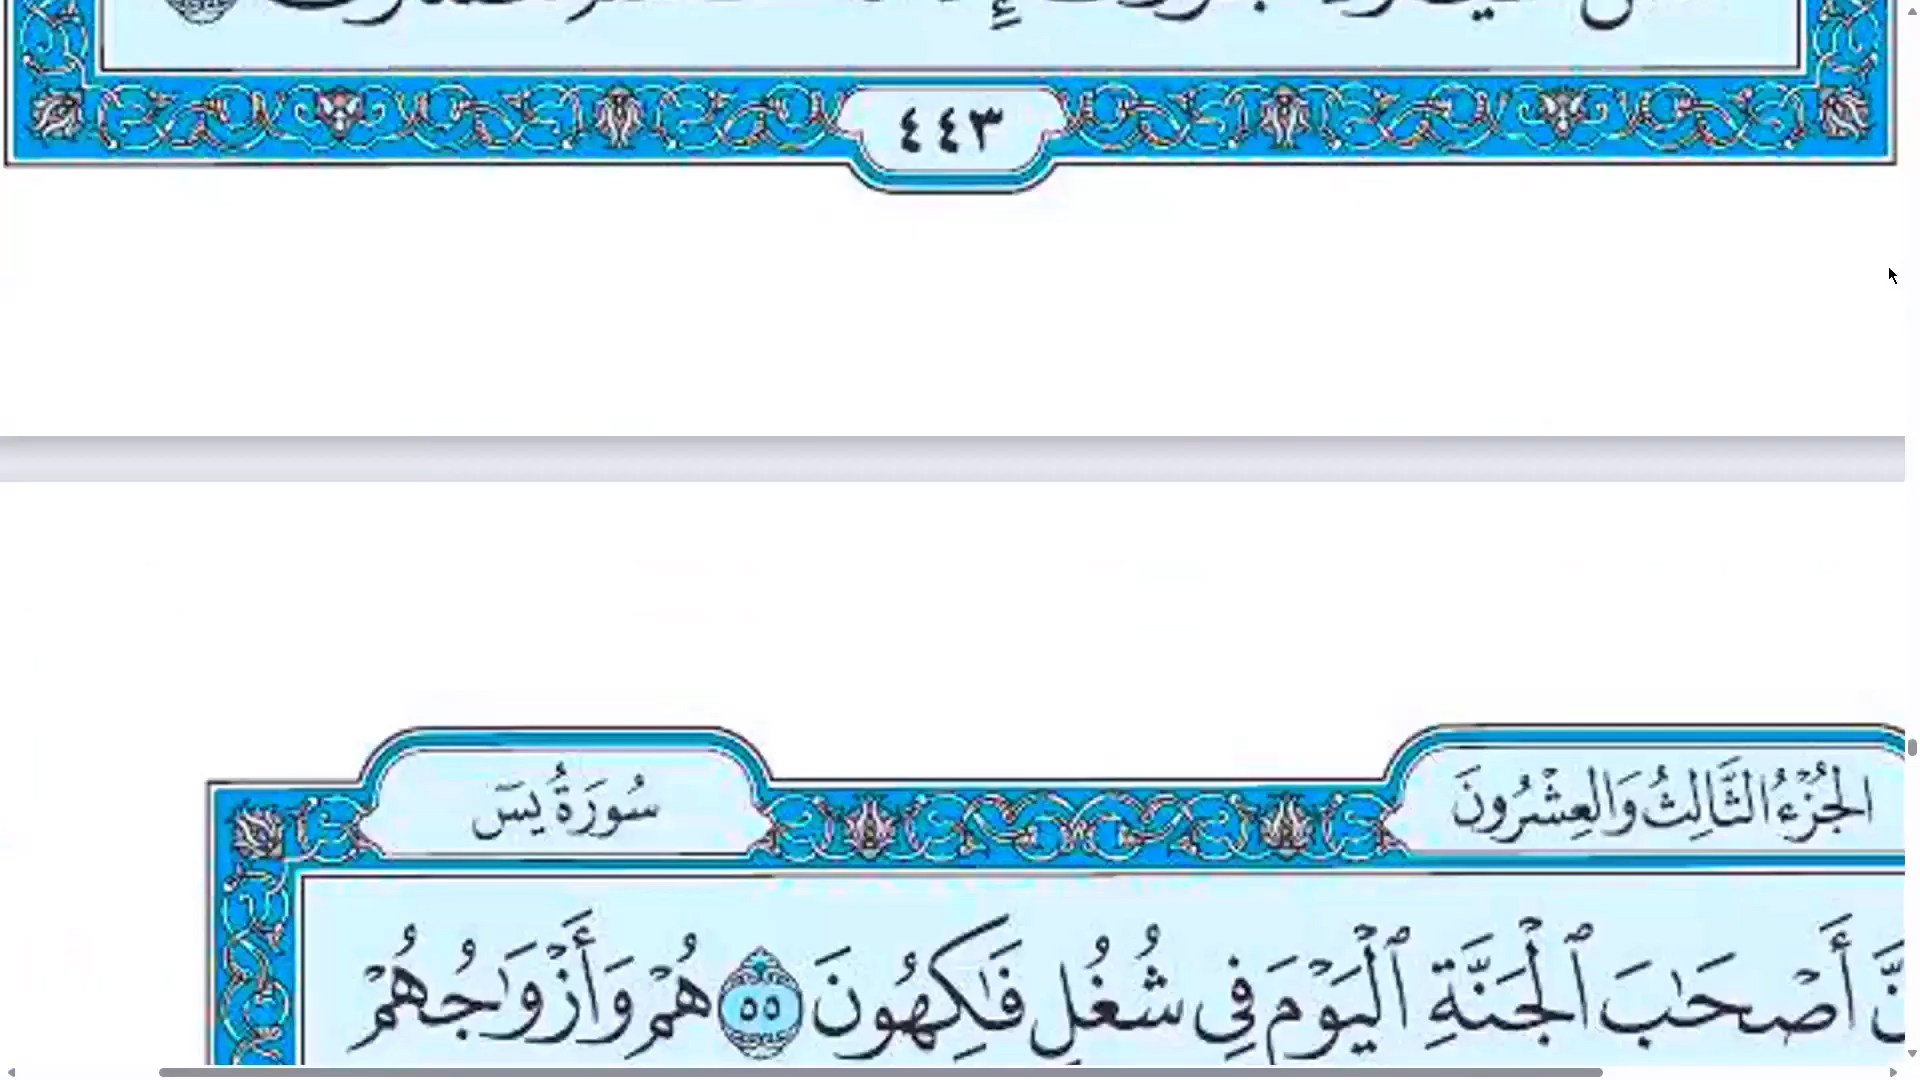 ٤٤٣
الجُزْءُ الثَّالِثُ وَالعِشْرُونَ
سُورَةُ يسٓ
أَصْحَٰبَ ٱلْجَنَّةِ ٱلْيَوْمَ فِى شُغُلٍ فَٰكِهُونَ ٥٥ هُمْ وَأَزْوَٰجُهُمْ